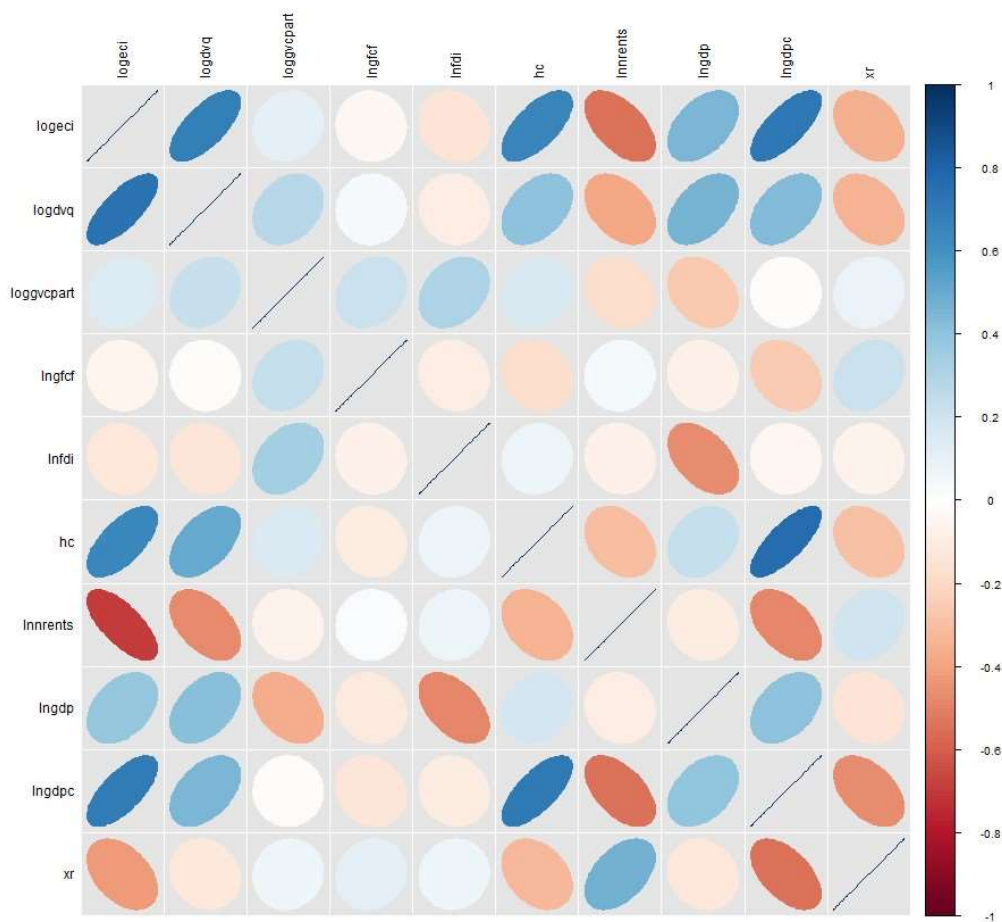 logeci logdvq loggvcpart lngfcf lnfdi hc lnnrents lngdp lngdpc xr
logeci
logdvq
loggvcpart
lngfcf
lnfdi
hc
lnnrents
lngdp
lngdpc
xr
1
0.8
0.6
0.4
0.2
0
-0.2
-0.4
-0.6
-0.8
-1